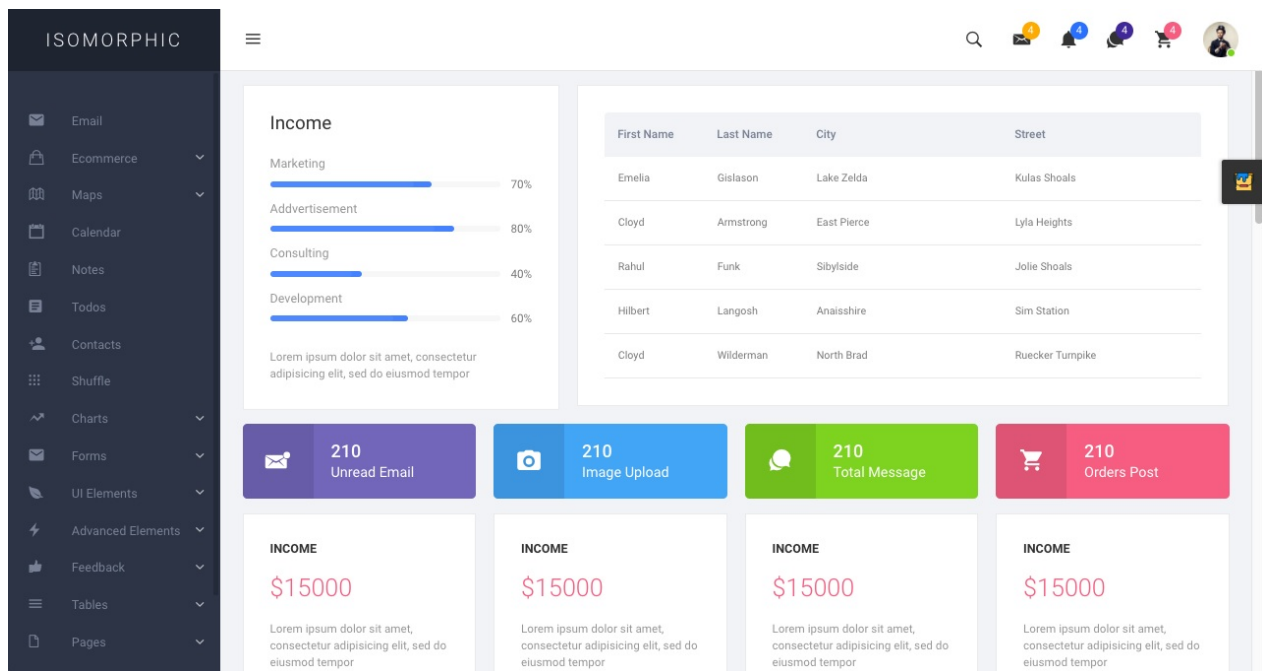 ISOMORPHIC
4
4
4
4
Email
Ecommerce
Maps
Calendar
Notes
Todos
Contacts
Shuffle
Charts
Forms
UI Elements
Advanced Elements
Feedback
Tables
Pages
Income
Marketing
70%
Addvertisement
80%
Consulting
40%
Development
60%
Lorem ipsum dolor sit amet, consectetur
adipisicing elit, sed do eiusmod tempor
First Name Last Name City Street
Emelia Gislason Lake Zelda Kulas Shoals
Cloyd Armstrong East Pierce Lyla Heights
Rahul Funk Sibylside Jolie Shoals
Hilbert Langosh Anaisshire Sim Station
Cloyd Wilderman North Brad Ruecker Turnpike
210
Unread Email
210
Image Upload
210
Total Message
210
Orders Post
INCOME
$15000
Lorem ipsum dolor sit amet,
consectetur adipisicing elit, sed do
eiusmod tempor
INCOME
$15000
Lorem ipsum dolor sit amet,
consectetur adipisicing elit, sed do
eiusmod tempor
INCOME
$15000
Lorem ipsum dolor sit amet,
consectetur adipisicing elit, sed do
eiusmod tempor
INCOME
$15000
Lorem ipsum dolor sit amet,
consectetur adipisicing elit, sed do
eiusmod tempor